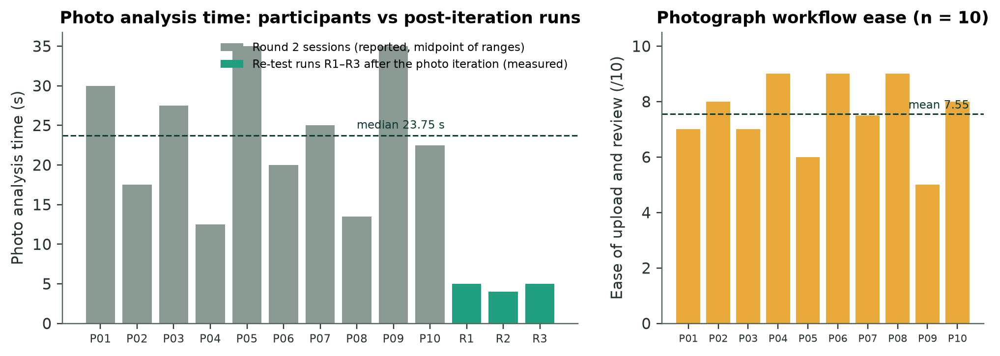 Photo analysis time: participants vs post-iteration runs
Photo analysis time (s)
35
30
25
20
15
10
5
0
Round 2 sessions (reported, midpoint of ranges)
Re-test runs R1–R3 after the photo iteration (measured)
median 23.75 s
P01 P02 P03 P04 P05 P06 P07 P08 P09 P10 R1 R2 R3
Photograph workflow ease (n = 10)
Ease of upload and review (/10)
10
8
6
4
2
0
mean 7.55
P01 P02 P03 P04 P05 P06 P07 P08 P09 P10